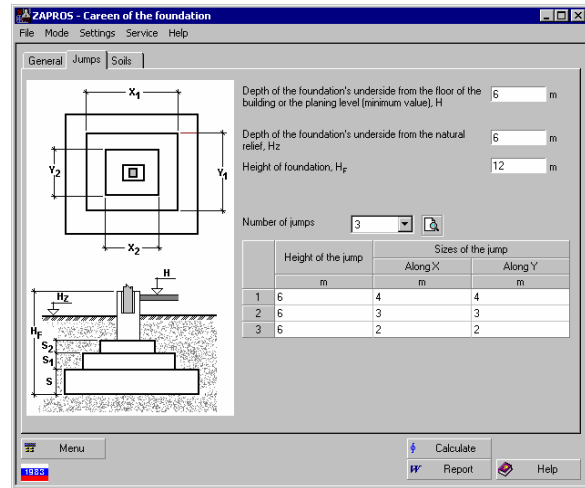 ZAPROS - Careen of the foundation
File Mode Settings Service Help
General Jumps Soils
X1
Y2
Y1
X2
H
Hz
HF
S2
S1
S
Depth of the foundation's underside from the floor of the
building or the planing level (minimum value), H
6 m
Depth of the foundation's underside from the natural
relief, Hz
6 m
Height of foundation, HF
12 m
Number of jumps 3
Height of the jump Sizes of the jump
Along X Along Y
m m m
1 6 4 4
2 6 3 3
3 6 2 2
Menu
Calculate
1983
Report Help